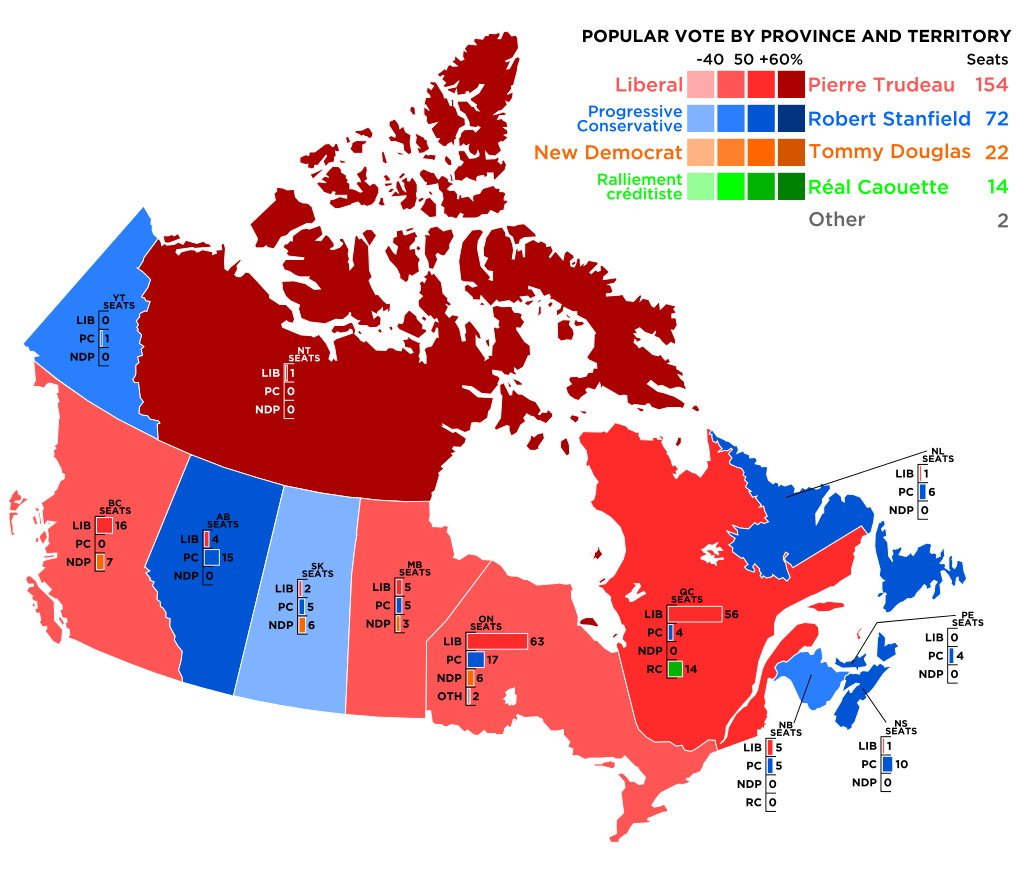 POPULAR VOTE BY PROVINCE AND TERRITORY
-40 50 +60% Seats
Liberal Pierre Trudeau 154
Progressive
Conservative Robert Stanfield 72
New Democrat Tommy Douglas 22
Ralliement
créditiste Réal Caouette 14
Other 2
YT
SEATS
LIB 0
PC 1
NDP 0
NT
SEATS
LIB 1
PC 0
NDP 0
NL
SEATS
LIB 1
PC 6
NDP 0
BC
SEATS
LIB 16
PC 0
NDP 7
AB
SEATS
LIB 4
PC 15
NDP 0
SK
SEATS
LIB 2
PC 5
NDP 6
MB
SEATS
LIB 5
PC 5
NDP 3
ON
SEATS
LIB 63
PC 17
NDP 6
OTH 2
QC
SEATS
LIB 56
PC 4
NDP 0
RC 14
PE
SEATS
LIB 0
PC 4
NDP 0
NB
SEATS
LIB 5
PC 5
NDP 0
RC 0
NS
SEATS
LIB 1
PC 10
NDP 0